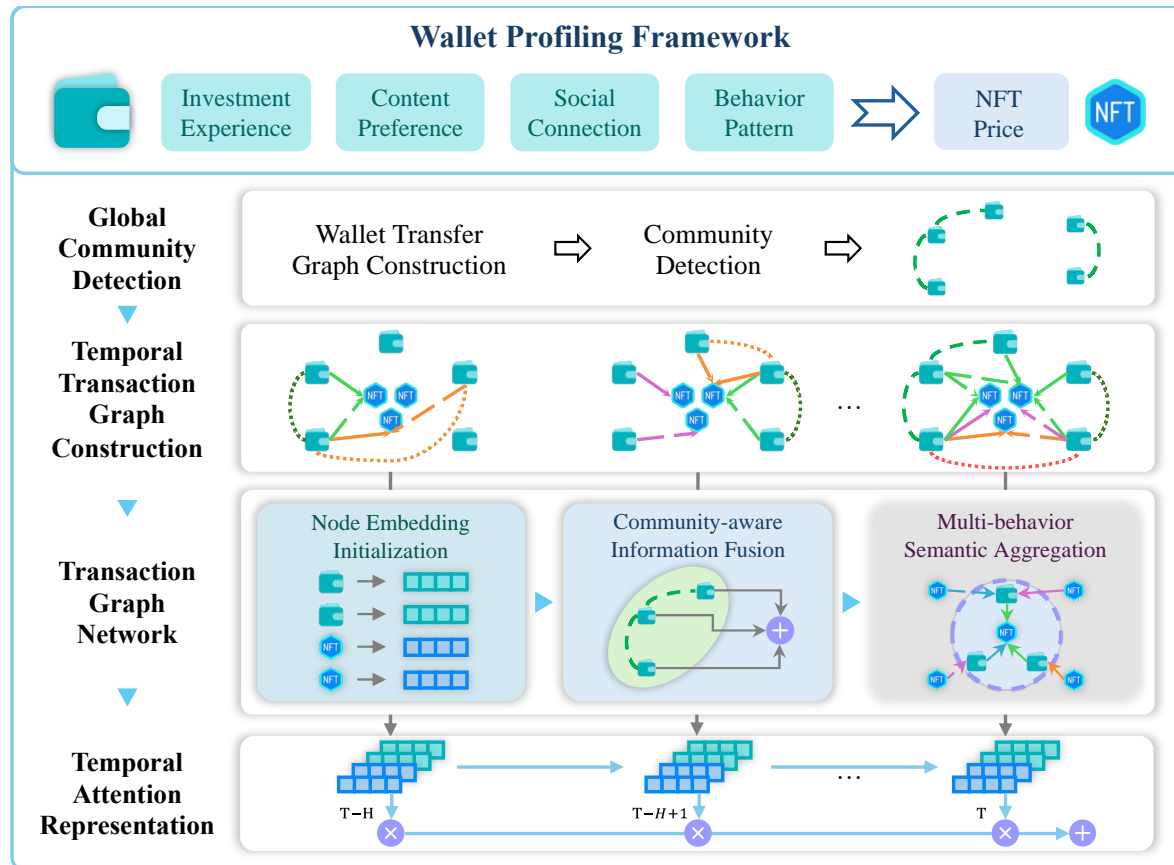 Wallet Profiling Framework
Investment
Experience
Content
Preference
Social
Connection
Behavior
Pattern
NFT
Price
NFT
Global
Community
Detection
Wallet Transfer
Graph Construction
Community
Detection
Temporal
Transaction
Graph
Construction
NFT
NFT
NFT
NFT
NFT
NFT
...
NFT
NFT
NFT
Transaction
Graph
Network
Node Embedding
Initialization
NFT
NFT
Community-aware
Information Fusion
Multi-behavior
Semantic Aggregation
NFT
NFT
NFT
NFT
NFT
Temporal
Attention
Representation
...
T−H
T−H+1
T